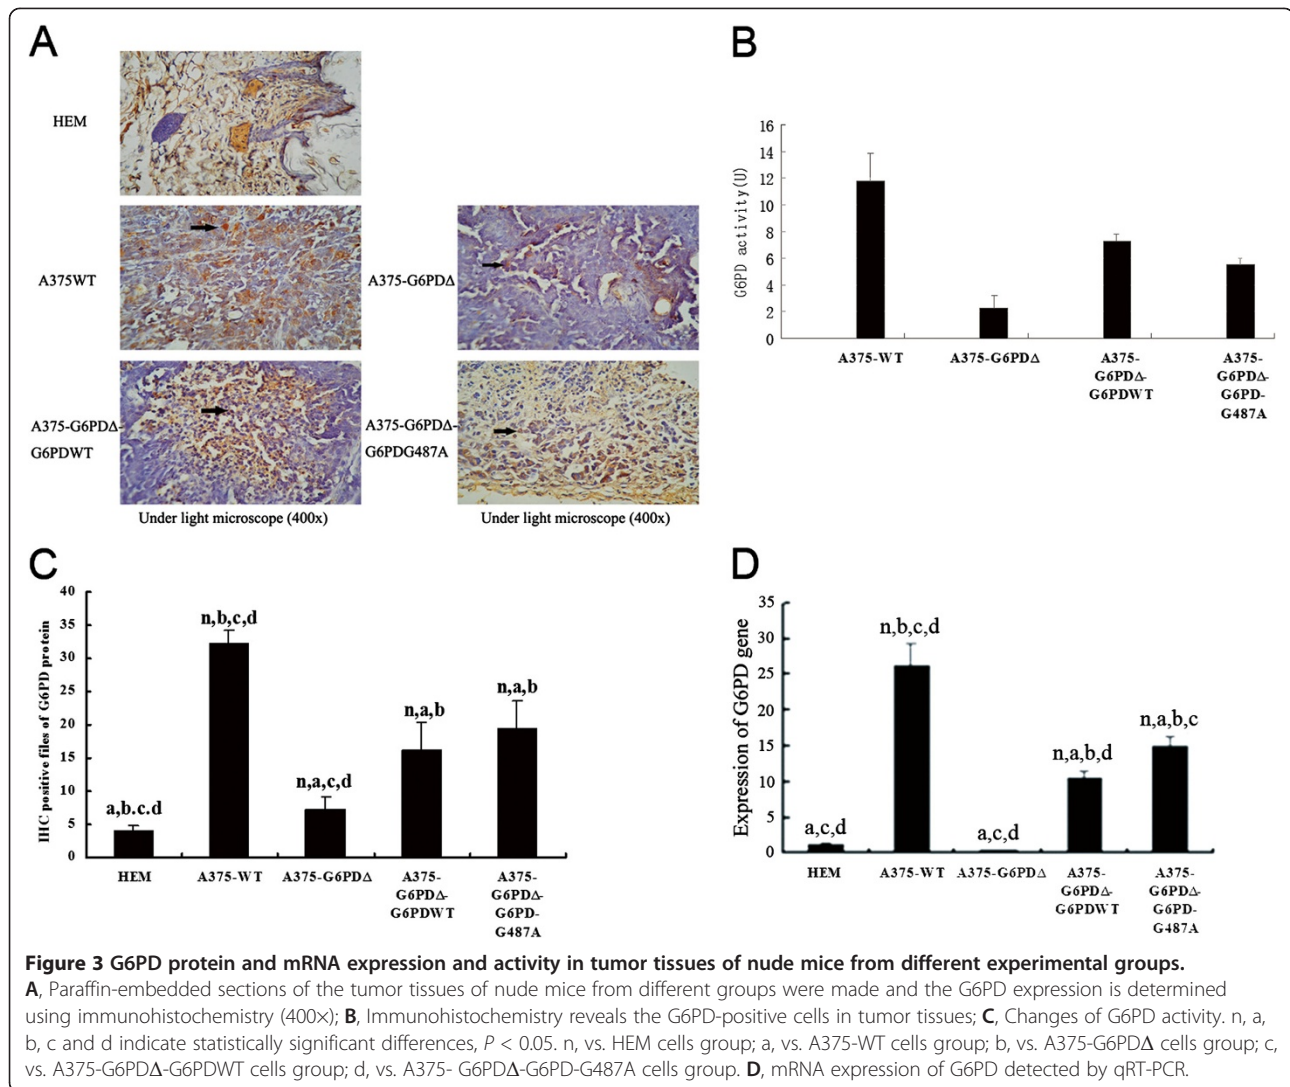 A
HEM
A375WT
A375-G6PDΔ
A375-G6PDΔ-
G6PDWT
A375-G6PDΔ-
G6PDG487A
Under light microscope (400x)
Under light microscope (400x)
B
G6PD activity(U)
16
14
12
10
8
6
4
2
0
A375-WT
A375-G6PDΔ
A375-
G6PDΔ-
G6PDWT
A375-
G6PDΔ-
G6PD-
G487A
C
IHC positive files of G6PD protein
40
35
30
25
20
15
10
5
0
a,b.c.d
n,b,c,d
n,a,c,d
n,a,b
n,a,b
HEM
A375-WT
A375-G6PDΔ
A375-
G6PDΔ-
G6PDWT
A375-
G6PDΔ-
G6PD-
G487A
D
Expression of G6PD gene
35
30
25
20
15
10
5
0
a,c,d
n,b,c,d
a,c,d
n,a,b,d
n,a,b,c
HEM
A375-WT
A375-G6PDΔ
A375-
G6PDΔ-
G6PDWT
A375-
G6PDΔ-
G6PD-
G487A
Figure 3 G6PD protein and mRNA expression and activity in tumor tissues of nude mice from different experimental groups.
A, Paraffin-embedded sections of the tumor tissues of nude mice from different groups were made and the G6PD expression is determined
using immunohistochemistry (400×); B, Immunohistochemistry reveals the G6PD-positive cells in tumor tissues; C, Changes of G6PD activity. n, a,
b, c and d indicate statistically significant differences, P < 0.05. n, vs. HEM cells group; a, vs. A375-WT cells group; b, vs. A375-G6PDΔ cells group; c,
vs. A375-G6PDΔ-G6PDWT cells group; d, vs. A375- G6PDΔ-G6PD-G487A cells group. D, mRNA expression of G6PD detected by qRT-PCR.